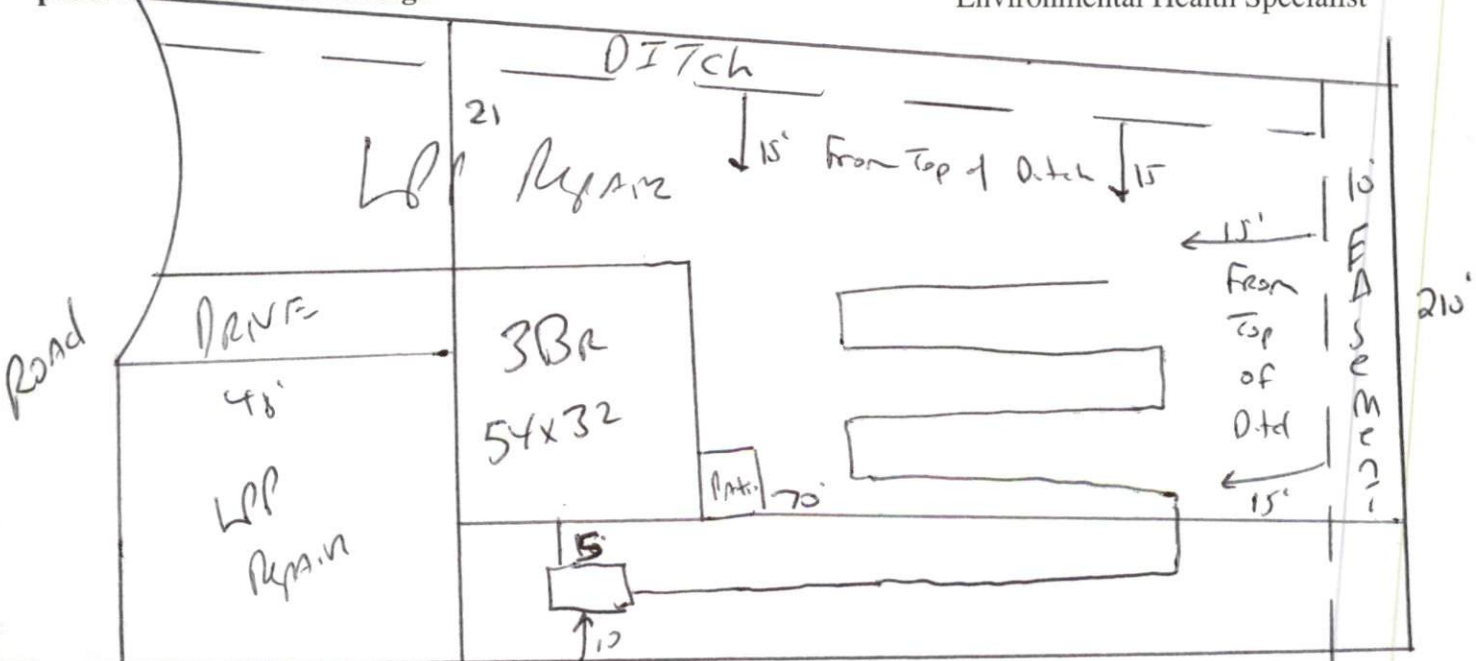 Environmental Health Specialist
DITch
21
15' From Top of Ditch 15
LPP Repair
10' EASement
15'
From
Top
of
Ditch
15'
210'
ROAD
DRIVE
3BR
54x32
48'
LPP
Repair
70'
5'
10